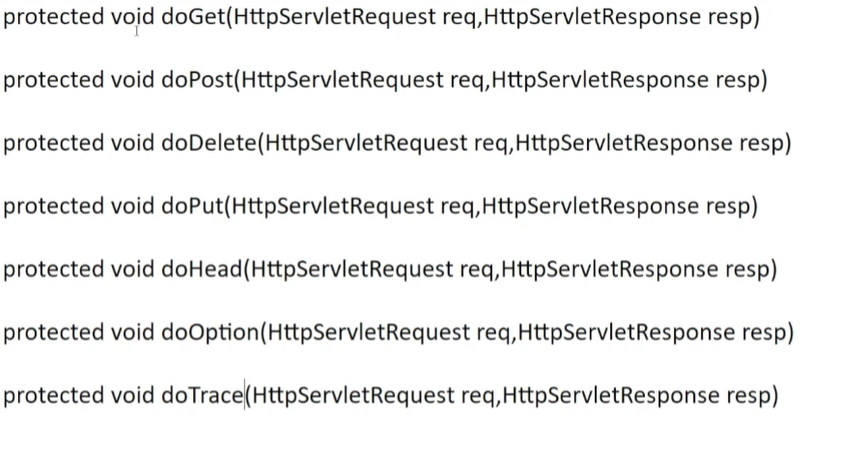 protected void doGet(HttpServletRequest req,HttpServletResponse resp)
protected void doPost(HttpServletRequest req,HttpServletResponse resp)
protected void doDelete(HttpServletRequest req,HttpServletResponse resp)
protected void doPut(HttpServletRequest req,HttpServletResponse resp)
protected void doHead(HttpServletRequest req,HttpServletResponse resp)
protected void doOption(HttpServletRequest req,HttpServletResponse resp)
protected void doTrace(HttpServletRequest req,HttpServletResponse resp)